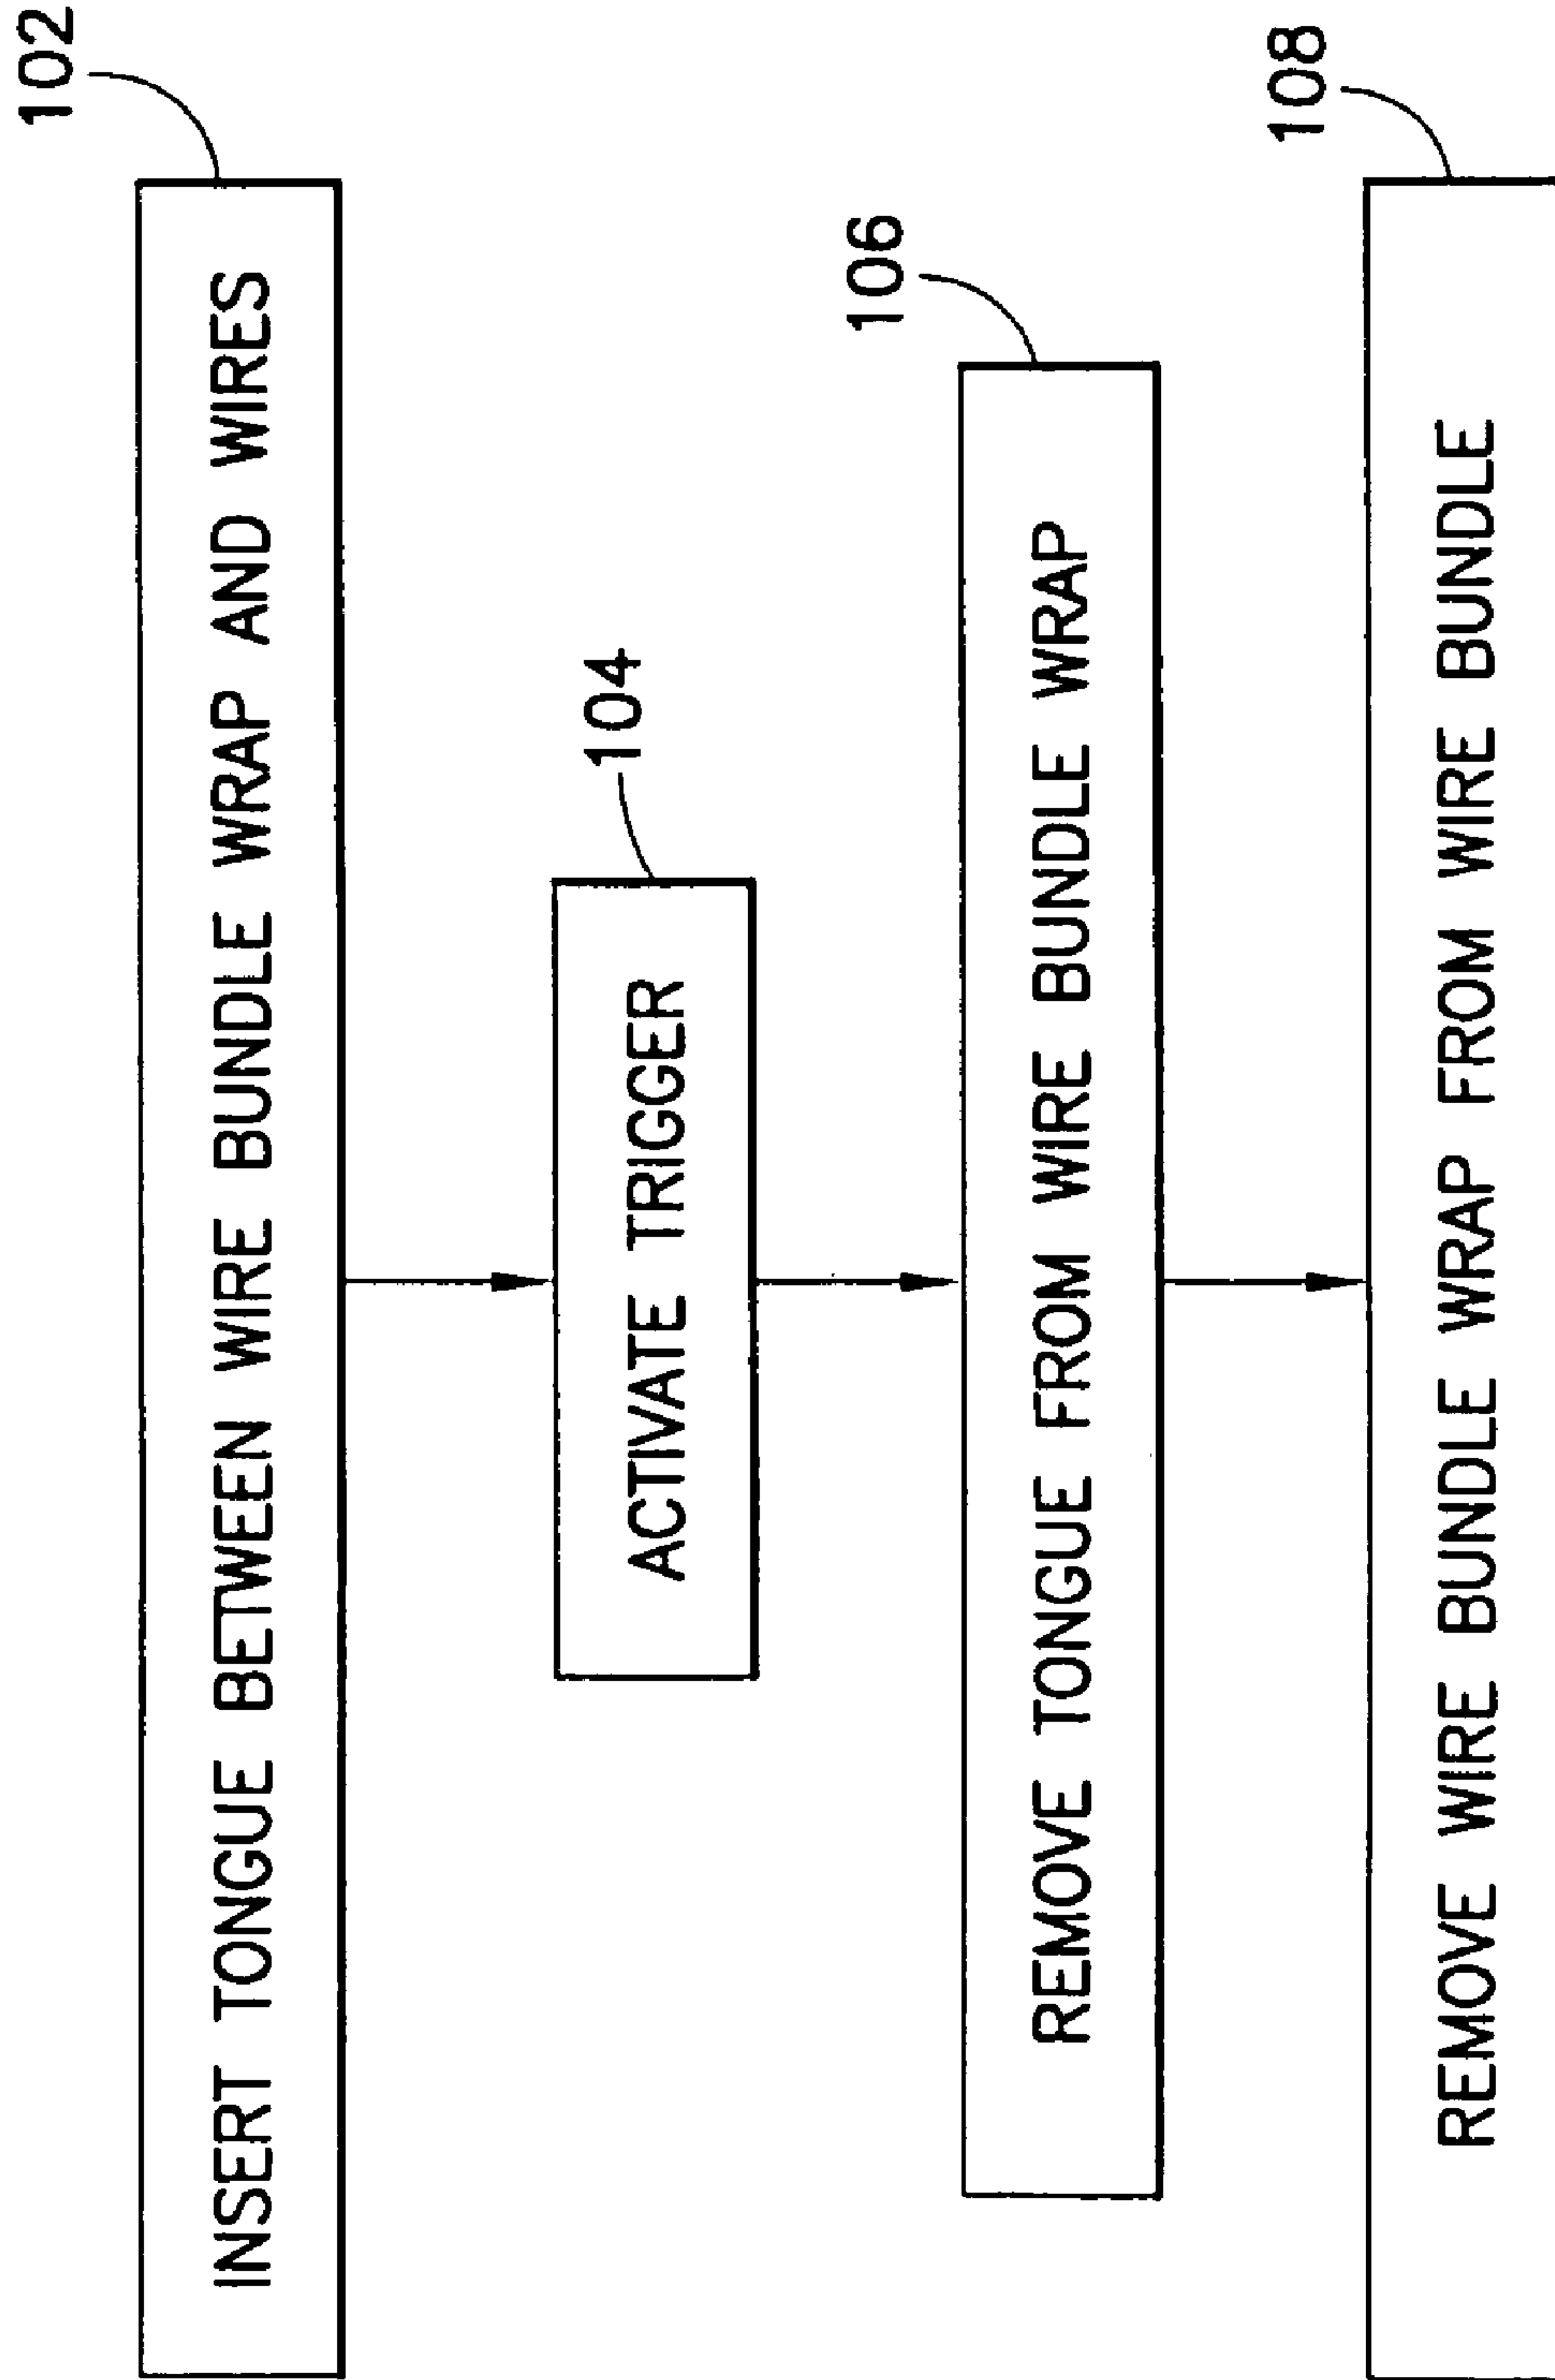 102
INSERT TONGUE BETWEEN WIRE BUNDLE WRAP AND WIRES
104
ACTIVATE TRIGGER
106
REMOVE TONGUE FROM WIRE BUNDLE WRAP
108
REMOVE WIRE BUNDLE WRAP FROM WIRE BUNDLE